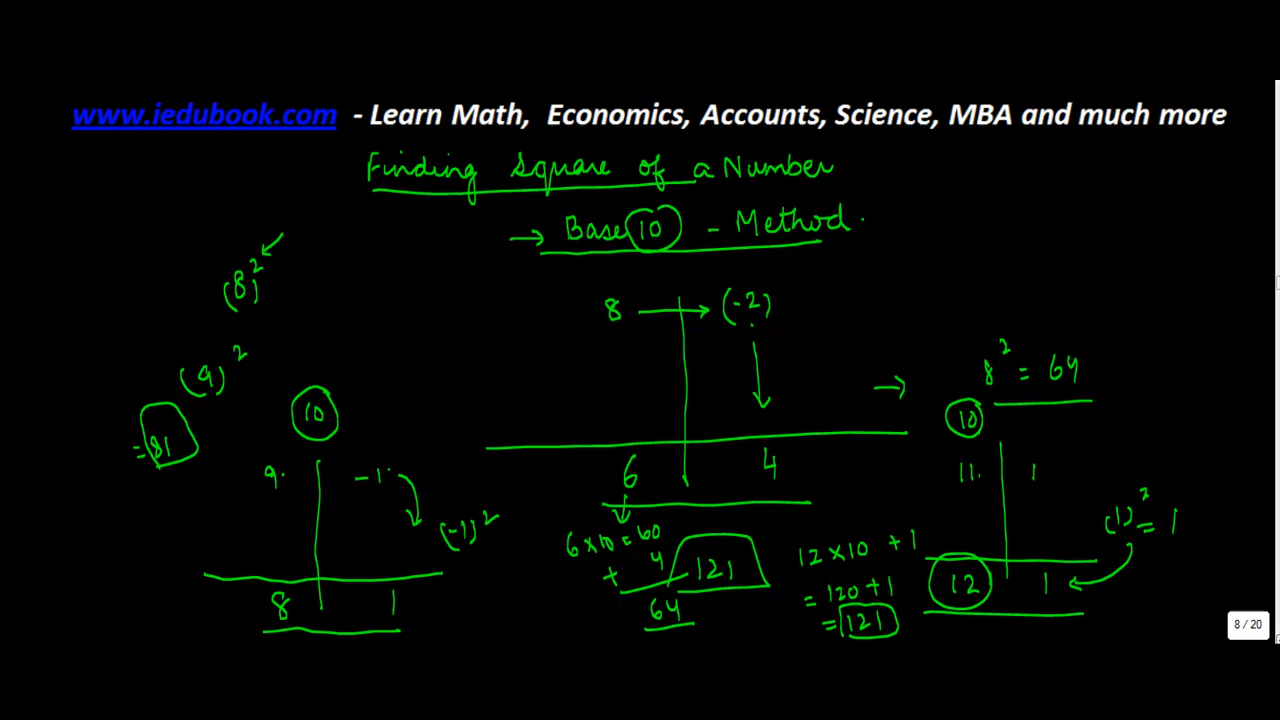 www.iedubook.com - Learn Math, Economics, Accounts, Science, MBA and much more
Finding Square of a Number
→ Base 10 - Method.
(8)²
(9)²
= 81
10
9. | -1
(-1)²
8 | 1
8 → (-2)
6 | 4
6 × 10 = 60
+ 4
64
121
→ 8² = 64
10
11. | 1
(1)² = 1
12 | 1
12 × 10 + 1
= 120 + 1
= 121
8 / 20